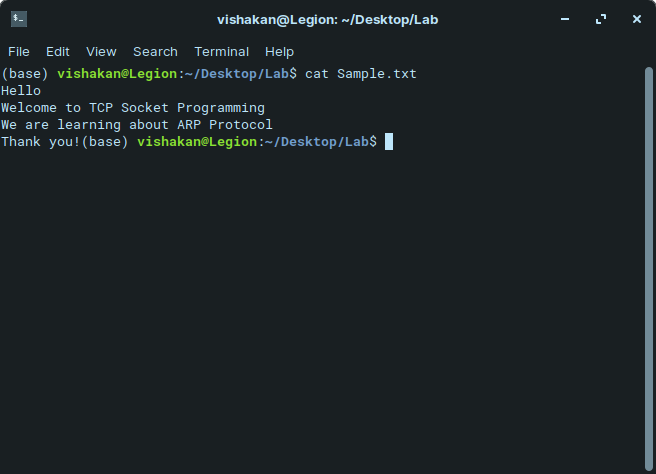 vishakan@Legion: ~/Desktop/Lab
File Edit View Search Terminal Help
(base) vishakan@Legion:~/Desktop/Lab$ cat Sample.txt
Hello
Welcome to TCP Socket Programming
We are learning about ARP Protocol
Thank you!(base) vishakan@Legion:~/Desktop/Lab$